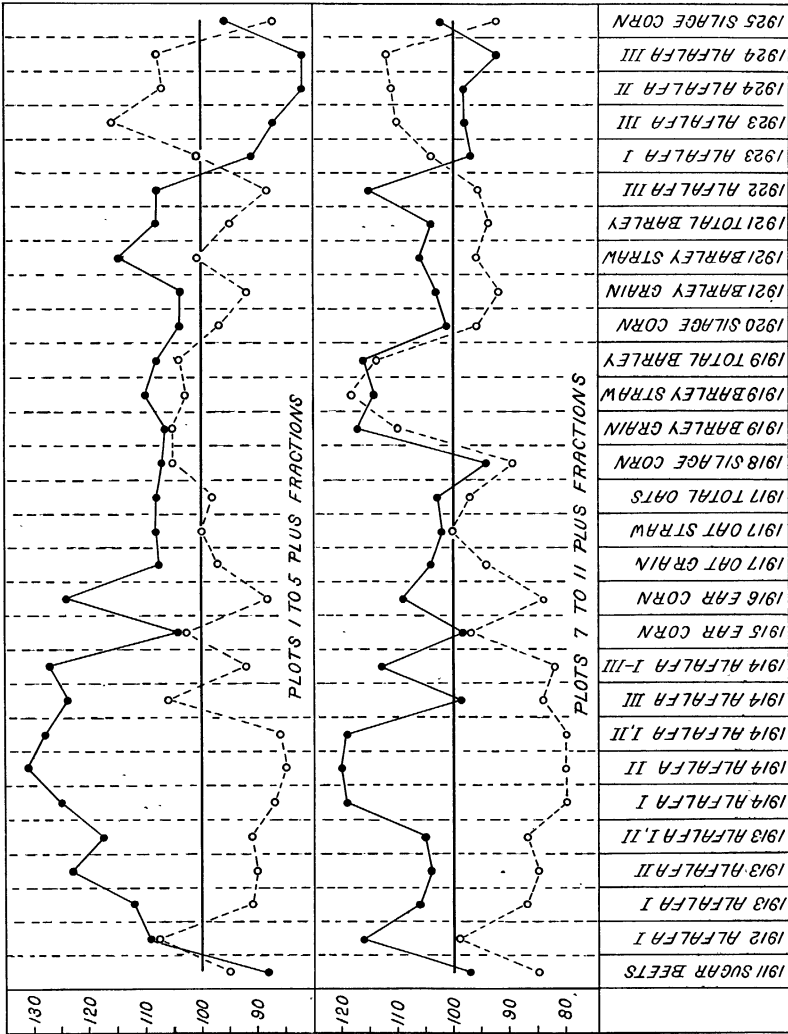 1925 SILAGE CORN
1924 ALFALFA III
1924 ALFALFA II
1923 ALFALFA III
1923 ALFALFA I
1922 ALFALFA III
1921 TOTAL BARLEY
1921 BARLEY STRAW
1921 BARLEY GRAIN
1920 SILAGE CORN
1919 TOTAL BARLEY
1919 BARLEY STRAW
1919 BARLEY GRAIN
1918 SILAGE CORN
1917 TOTAL OATS
1917 OAT STRAW
1917 OAT GRAIN
1916 EAR CORN
1915 EAR CORN
1914 ALFALFA I-III
1914 ALFALFA III
1914 ALFALFA I,II
1914 ALFALFA II
1914 ALFALFA I
1913 ALFALFA I,II
1913 ALFALFA II
1913 ALFALFA I
1912 ALFALFA I
1911 SUGAR BEETS
PLOTS 1 TO 5 PLUS FRACTIONS
PLOTS 7 TO 11 PLUS FRACTIONS
130
120
110
100
90
120
110
100
90
80